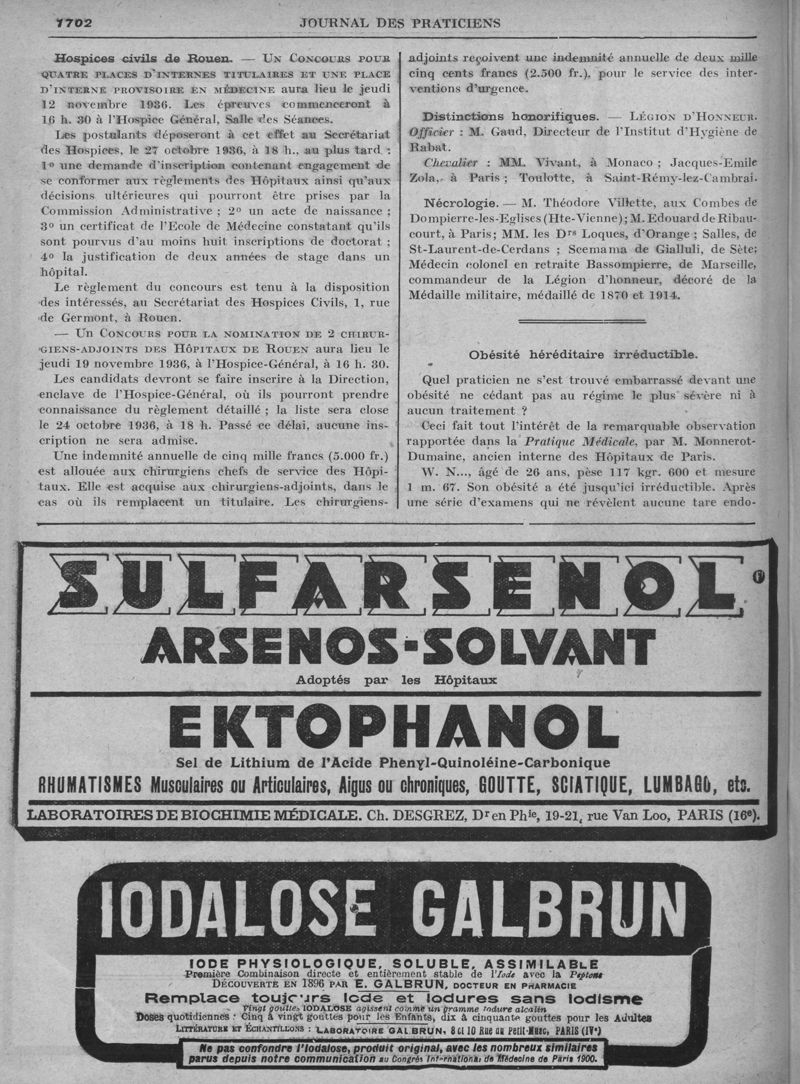 1702
JOURNAL DES PRATICIENS
Hospices civils de Rouen. — UN CONCOURS POUR
QUATRE PLACES D'INTERNES TITULAIRES ET UNE PLACE
D'INTERNE PROVISOIRE EN MÉDECINE aura lieu le jeudi
12 novembre 1936. Les épreuves commenceront à
16 h. 30 à l'Hospice Général, Salle des Séances.
Les postulants déposeront à cet effet au Secrétariat
des Hospices, le 27 octobre 1936, à 18 h., au plus tard :
1º une demande d'inscription contenant engagement de
se conformer aux règlements des Hôpitaux ainsi qu'aux
décisions ultérieures qui pourront être prises par la
Commission Administrative ; 2º un acte de naissance ;
3º un certificat de l'Ecole de Médecine constatant qu'ils
sont pourvus d'au moins huit inscriptions de doctorat ;
4º la justification de deux années de stage dans un
hôpital.
Le règlement du concours est tenu à la disposition
des intéressés, au Secrétariat des Hospices Civils, 1, rue
de Germont, à Rouen.
— UN CONCOURS POUR LA NOMINATION DE 2 CHIRUR-
GIENS-ADJOINTS DES HÔPITAUX DE ROUEN aura lieu le
jeudi 19 novembre 1936, à l'Hospice-Général, à 16 h. 30.
Les candidats devront se faire inscrire à la Direction,
enclave de l'Hospice-Général, où ils pourront prendre
connaissance du règlement détaillé ; la liste sera close
le 24 octobre 1936, à 18 h. Passé ce délai, aucune ins-
cription ne sera admise.
Une indemnité annuelle de cinq mille francs (5.000 fr.)
est allouée aux chirurgiens chefs de service des Hôpi-
taux. Elle est acquise aux chirurgiens-adjoints, dans le
cas où ils remplacent un titulaire. Les chirurgiens-
adjoints reçoivent une indemnité annuelle de deux mille
cinq cents francs (2.500 fr.), pour le service des inter-
ventions d'urgence.
Distinctions honorifiques. — LÉGION D'HONNEUR.
Officier : M. Gaud, Directeur de l'Institut d'Hygiène de
Rabat.
Chevalier : MM. Vivant, à Monaco ; Jacques-Emile
Zola, à Paris ; Toulotte, à Saint-Rémy-lez-Cambrai.
Nécrologie. — M. Théodore Villette, aux Combes de
Dompierre-les-Eglises (Hte-Vienne) ; M. Edouard de Ribau-
court, à Paris ; MM. les Drs Loques, d'Orange ; Salles, de
St-Laurent-de-Cerdans ; Scemama de Gialluli, de Sète ;
Médecin colonel en retraite Bassompierre, de Marseille,
commandeur de la Légion d'honneur, décoré de la
Médaille militaire, médaillé de 1870 et 1914.
Obésité héréditaire irréductible.
Quel praticien ne s'est trouvé embarrassé devant une
obésité ne cédant pas au régime le plus sévère ni à
aucun traitement ?
Ceci fait tout l'intérêt de la remarquable observation
rapportée dans la Pratique Médicale, par M. Monnerot-
Dumaine, ancien interne des Hôpitaux de Paris.
W. N..., âgé de 26 ans, pèse 117 kgr. 600 et mesure
1 m. 67. Son obésité a été jusqu'ici irréductible. Après
une série d'examens qui ne révèlent aucune tare endo-
SULFARSENOL
ARSENOS-SOLVANT
Adoptés par les Hôpitaux
EKTOPHANOL
Sel de Lithium de l'Acide Phenyl-Quinoléine-Carbonique
RHUMATISMES Musculaires ou Articulaires, Aigus ou chroniques, GOUTTE, SCIATIQUE, LUMBAGO, etc.
LABORATOIRES DE BIOCHIMIE MÉDICALE. Ch. DESGREZ, Dr en Phie, 19-21, rue Van Loo, PARIS (16e).
IODALOSE GALBRUN
IODE PHYSIOLOGIQUE, SOLUBLE, ASSIMILABLE
Première Combinaison directe et entièrement stable de l'Iode avec la Peptone
DÉCOUVERTE EN 1896 PAR E. GALBRUN, DOCTEUR EN PHARMACIE
Remplace toujours Iode et Iodures sans Iodisme
Vingt gouttes IODALOSE agissent comme un gramme Iodure alcalin
Doses quotidiennes : Cinq à vingt gouttes pour les Enfants, dix à cinquante gouttes pour les Adultes
LITTÉRATURE ET ÉCHANTILLONS : LABORATOIRE GALBRUN, 8 et 10 Rue du Petit-Musc, PARIS (IVe)
Ne pas confondre l'Iodalose, produit original, avec les nombreux similaires
parus depuis notre communication au Congrès International de Médecine de Paris 1900.